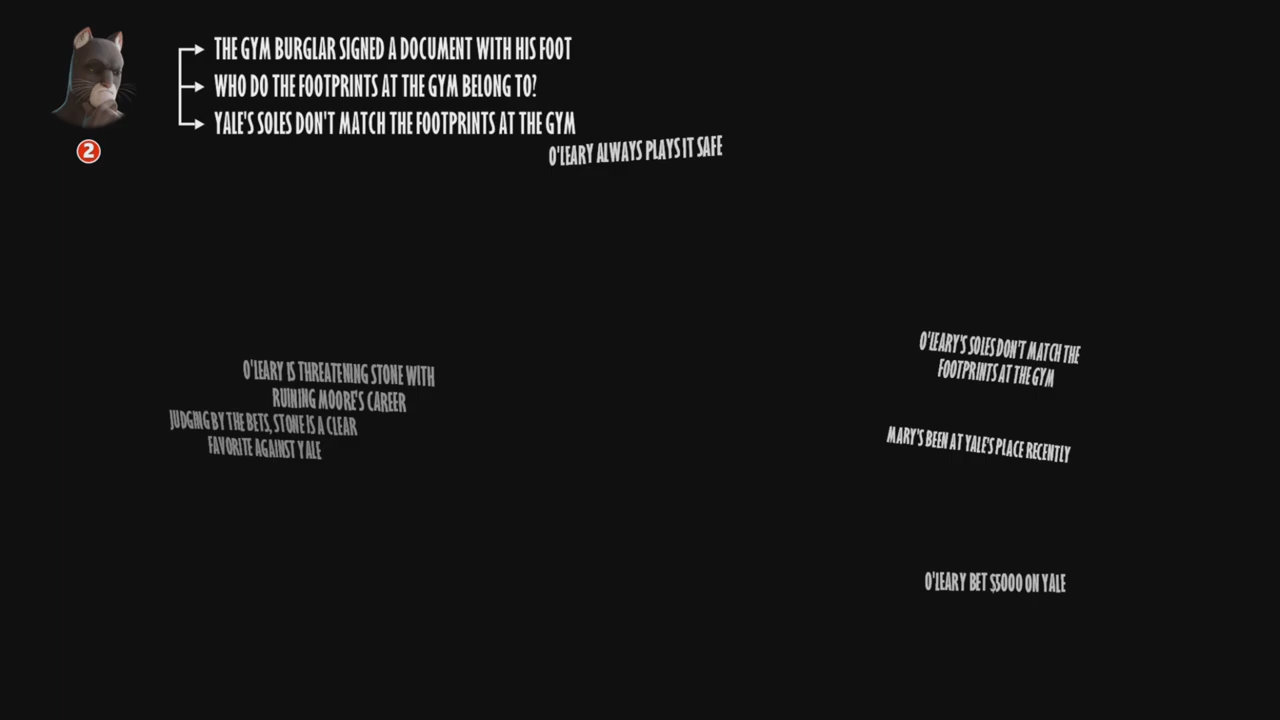 THE GYM BURGLAR SIGNED A DOCUMENT WITH HIS FOOT
WHO DO THE FOOTPRINTS AT THE GYM BELONG TO?
YALE'S SOLES DON'T MATCH THE FOOTPRINTS AT THE GYM
2
O'LEARY ALWAYS PLAYS IT SAFE
O'LEARY IS THREATENING STONE WITH
RUINING MOORE'S CAREER
JUDGING BY THE BETS, STONE IS A CLEAR
FAVORITE AGAINST YALE
O'LEARY'S SOLES DON'T MATCH THE
FOOTPRINTS AT THE GYM
MARY'S BEEN AT YALE'S PLACE RECENTLY
O'LEARY BET $5000 ON YALE